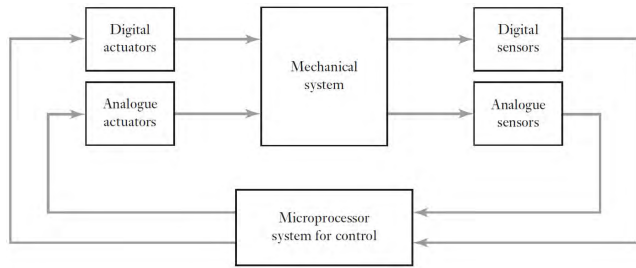 Digital
actuators
Mechanical
system
Digital
sensors
Analogue
actuators
Analogue
sensors
Microprocessor
system for control